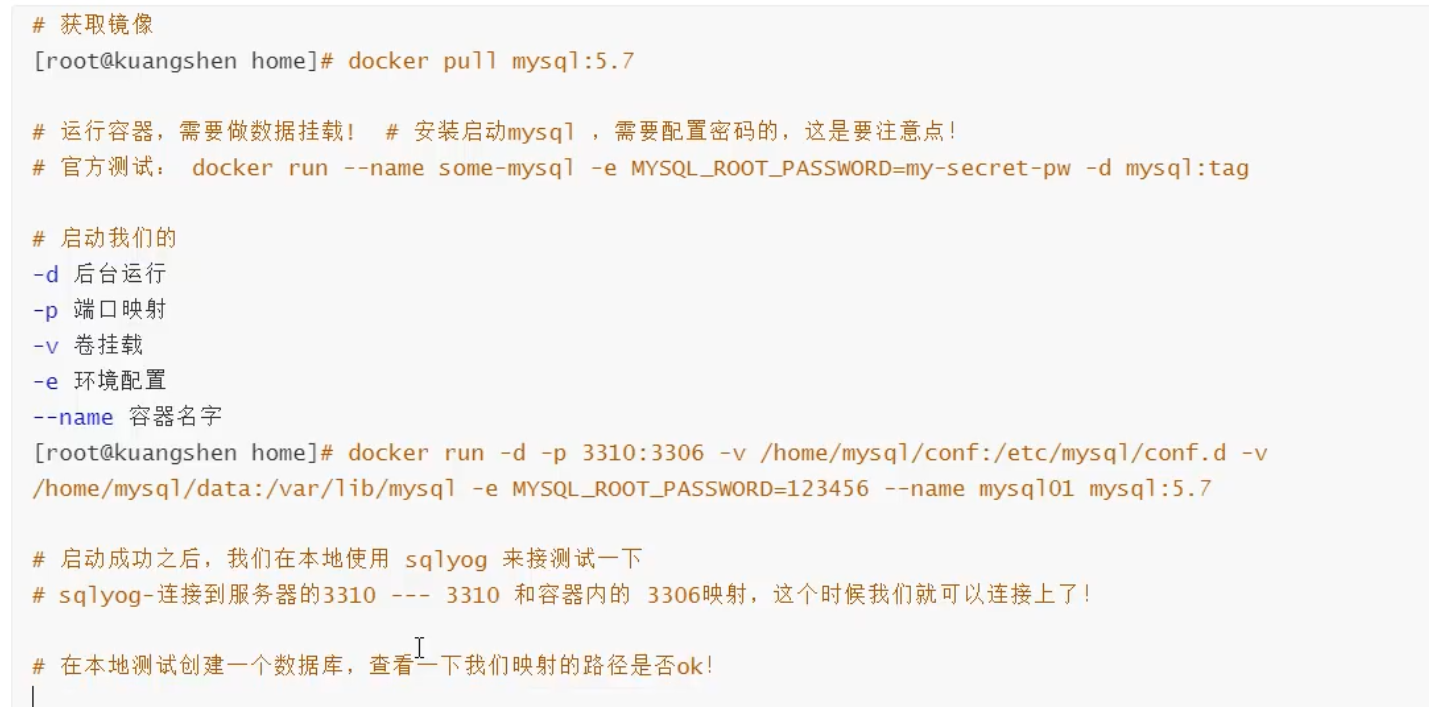 # 获取镜像
[root@kuangshen home]# docker pull mysql:5.7
# 运行容器，需要做数据挂载！ # 安装启动mysql ，需要配置密码的，这是要注意点！
# 官方测试： docker run --name some-mysql -e MYSQL_ROOT_PASSWORD=my-secret-pw -d mysql:tag
# 启动我们的
-d 后台运行
-p 端口映射
-v 卷挂载
-e 环境配置
--name 容器名字
[root@kuangshen home]# docker run -d -p 3310:3306 -v /home/mysql/conf:/etc/mysql/conf.d -v
/home/mysql/data:/var/lib/mysql -e MYSQL_ROOT_PASSWORD=123456 --name mysql01 mysql:5.7
# 启动成功之后，我们在本地使用 sqlyog 来接测试一下
# sqlyog-连接到服务器的3310 --- 3310 和容器内的 3306映射，这个时候我们就可以连接上了！
# 在本地测试创建一个数据库，查看一下我们映射的路径是否ok！